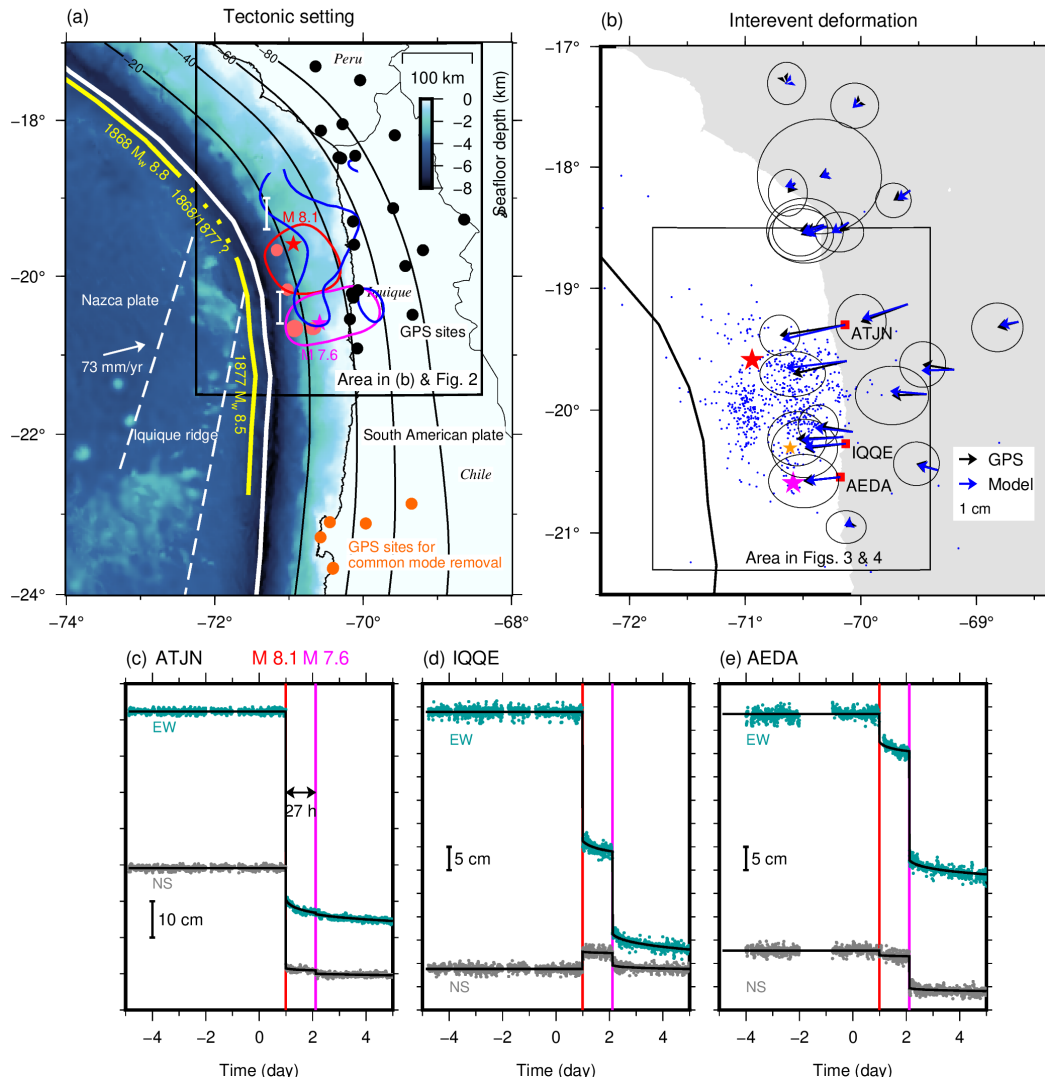 (a)
Tectonic setting
−18°
−20°
−22°
−24°
−74°
−72°
−70°
−68°
−20
−40
−60
−80
Peru
100 km
0
−2
−4
−6
−8
Seafloor depth (km)
1868 Mw 8.8
1868/1877?
1877 Mw 8.5
M 8.1
M 7.6
Nazca plate
73 mm/yr
Iquique ridge
Iquique
GPS sites
Area in (b) & Fig. 2
South American plate
Chile
GPS sites for
common mode removal
(b)
Interevent deformation
−17°
−18°
−19°
−20°
−21°
−72°
−71°
−70°
−69°
ATJN
IQQE
AEDA
GPS
Model
1 cm
Area in Figs. 3 & 4
(c) ATJN
M 8.1 M 7.6
EW
27 h
NS
10 cm
−4 −2 0 2 4
Time (day)
(d) IQQE
EW
5 cm
NS
−4 −2 0 2 4
Time (day)
(e) AEDA
EW
5 cm
NS
−4 −2 0 2 4
Time (day)